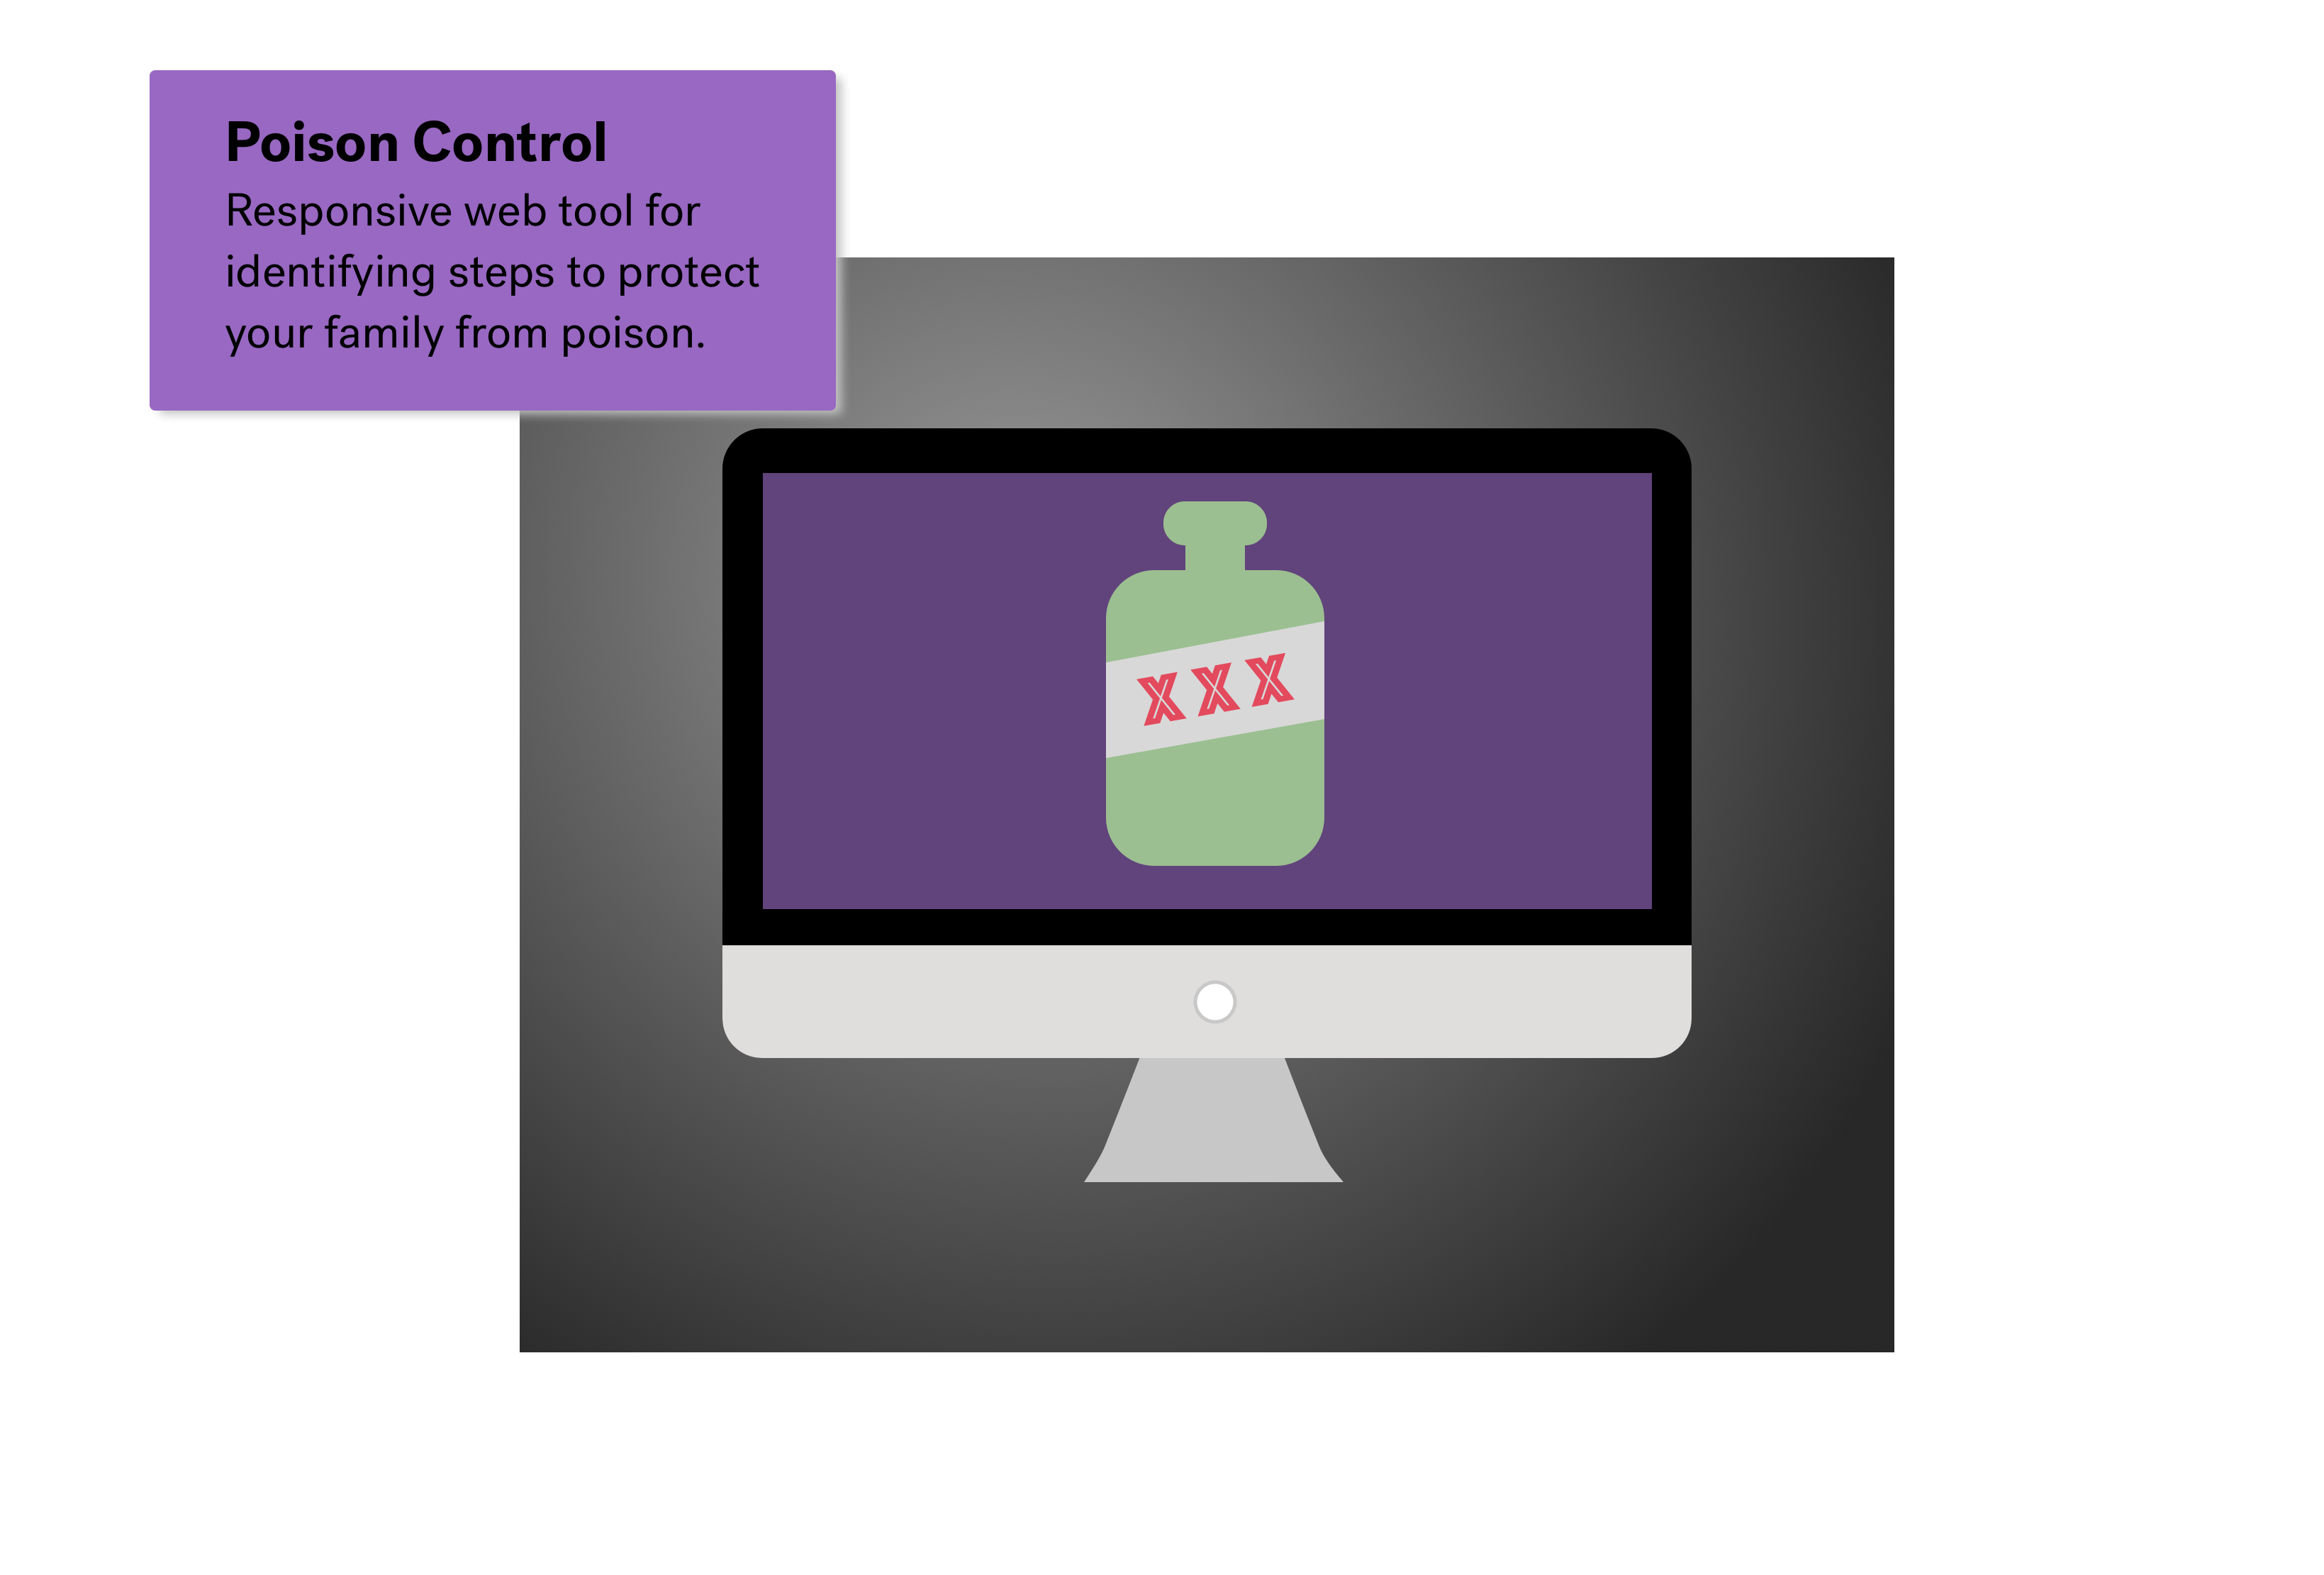 Poison Control
Responsive web tool for
identifying steps to protect
your family from poison.
XXX